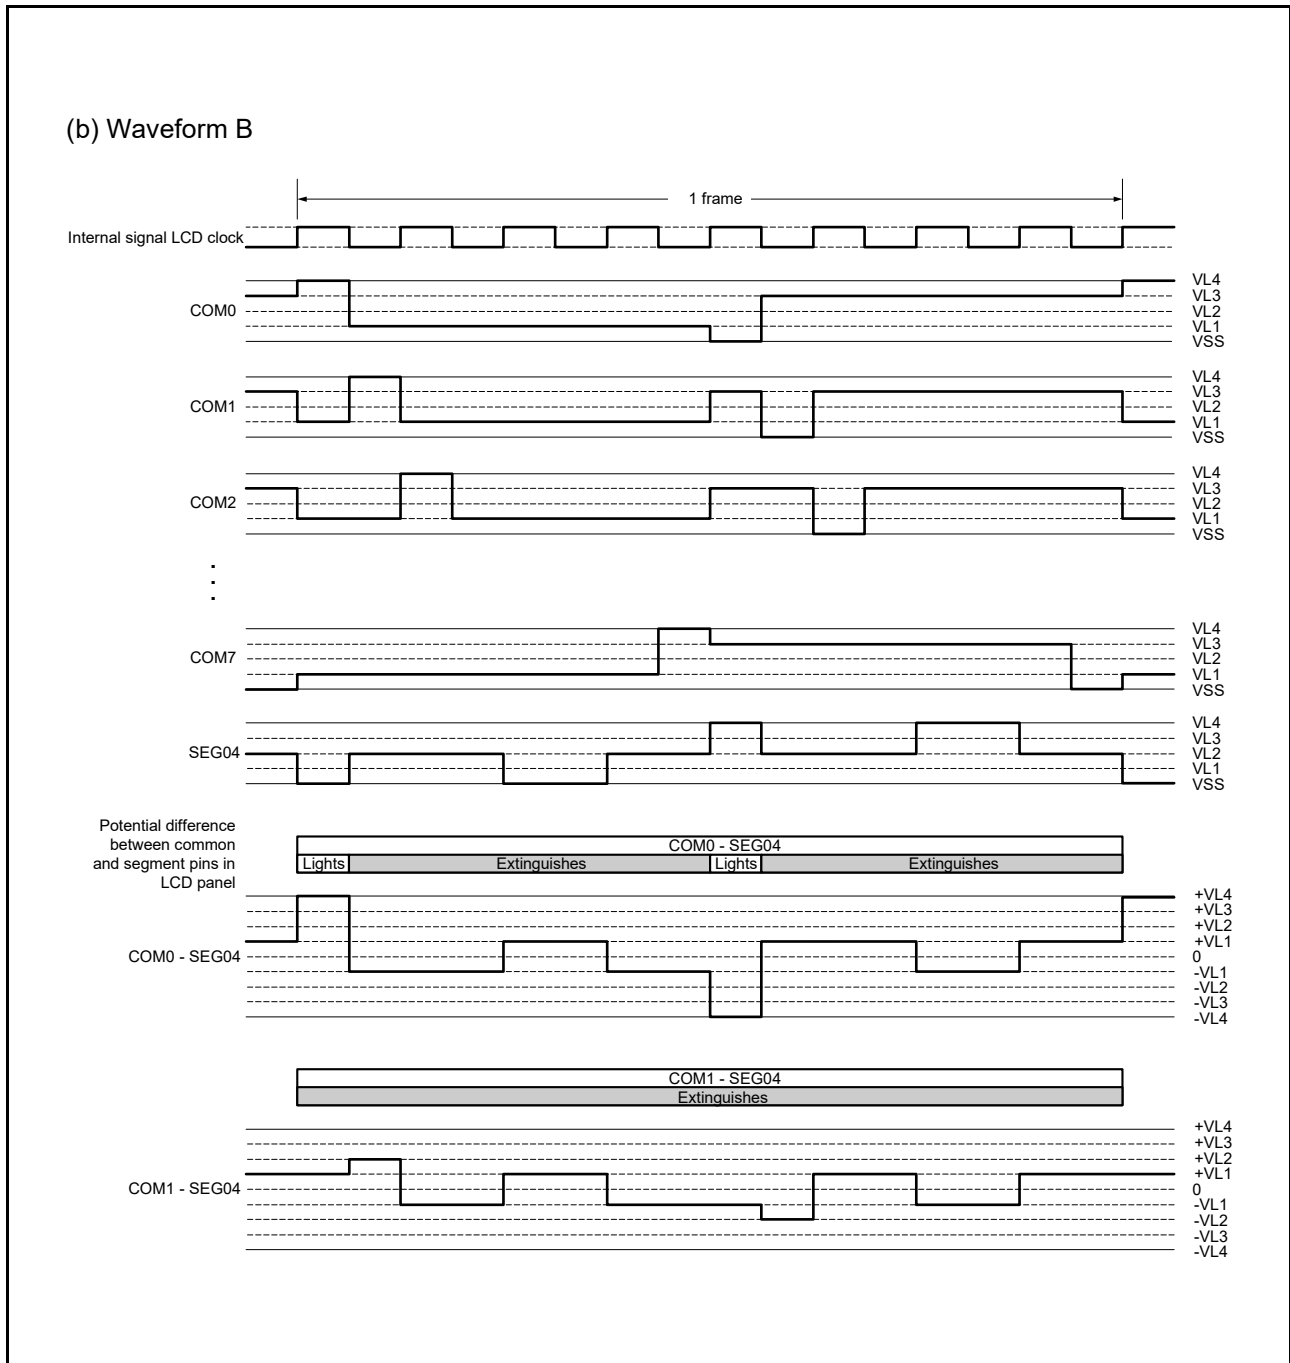 (b) Waveform B
1 frame
Internal signal LCD clock
COM0
VL4
VL3
VL2
VL1
VSS
COM1
VL4
VL3
VL2
VL1
VSS
COM2
VL4
VL3
VL2
VL1
VSS
COM7
VL4
VL3
VL2
VL1
VSS
SEG04
VL4
VL3
VL2
VL1
VSS
Potential difference
between common
and segment pins in
LCD panel
COM0 - SEG04
Lights Extinguishes Lights Extinguishes
COM0 - SEG04
+VL4
+VL3
+VL2
+VL1
0
-VL1
-VL2
-VL3
-VL4
COM1 - SEG04
Extinguishes
COM1 - SEG04
+VL4
+VL3
+VL2
+VL1
0
-VL1
-VL2
-VL3
-VL4